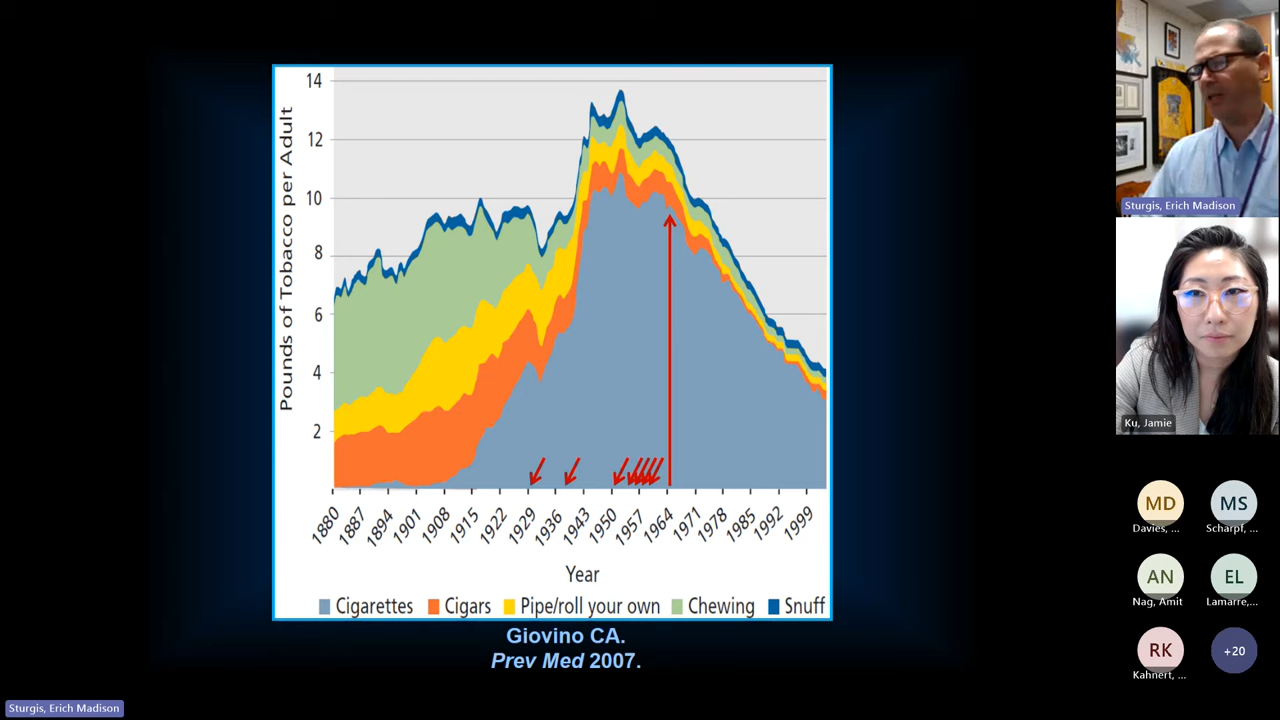 Pounds of Tobacco per Adult
14
12
10
8
6
4
2
1880 1887 1894 1901 1908 1915 1922 1929 1936 1943 1950 1957 1964 1971 1978 1985 1992 1999
Year
Cigarettes Cigars Pipe/roll your own Chewing Snuff
Giovino CA.
Prev Med 2007.
Sturgis, Erich Madison
Sturgis, Erich Madison
Ku, Jamie
MD MS
Davies, ... Scharpf, ...
AN EL
Nag, Amit Lamarre,...
RK +20
Kahnert, ...